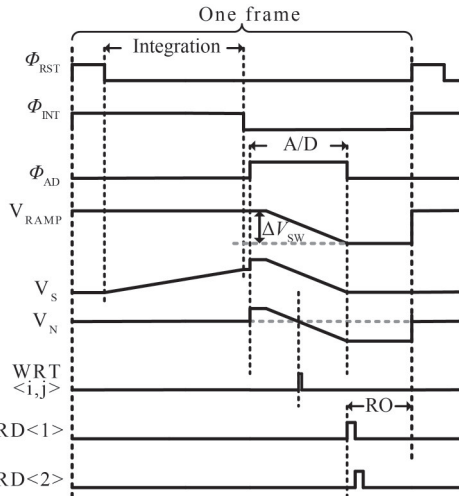 One frame
Integration
Φ_RST
Φ_INT
A/D
Φ_AD
V_RAMP
ΔV_SW
V_S
V_N
WRT
<i,j>
RO
RD<1>
RD<2>